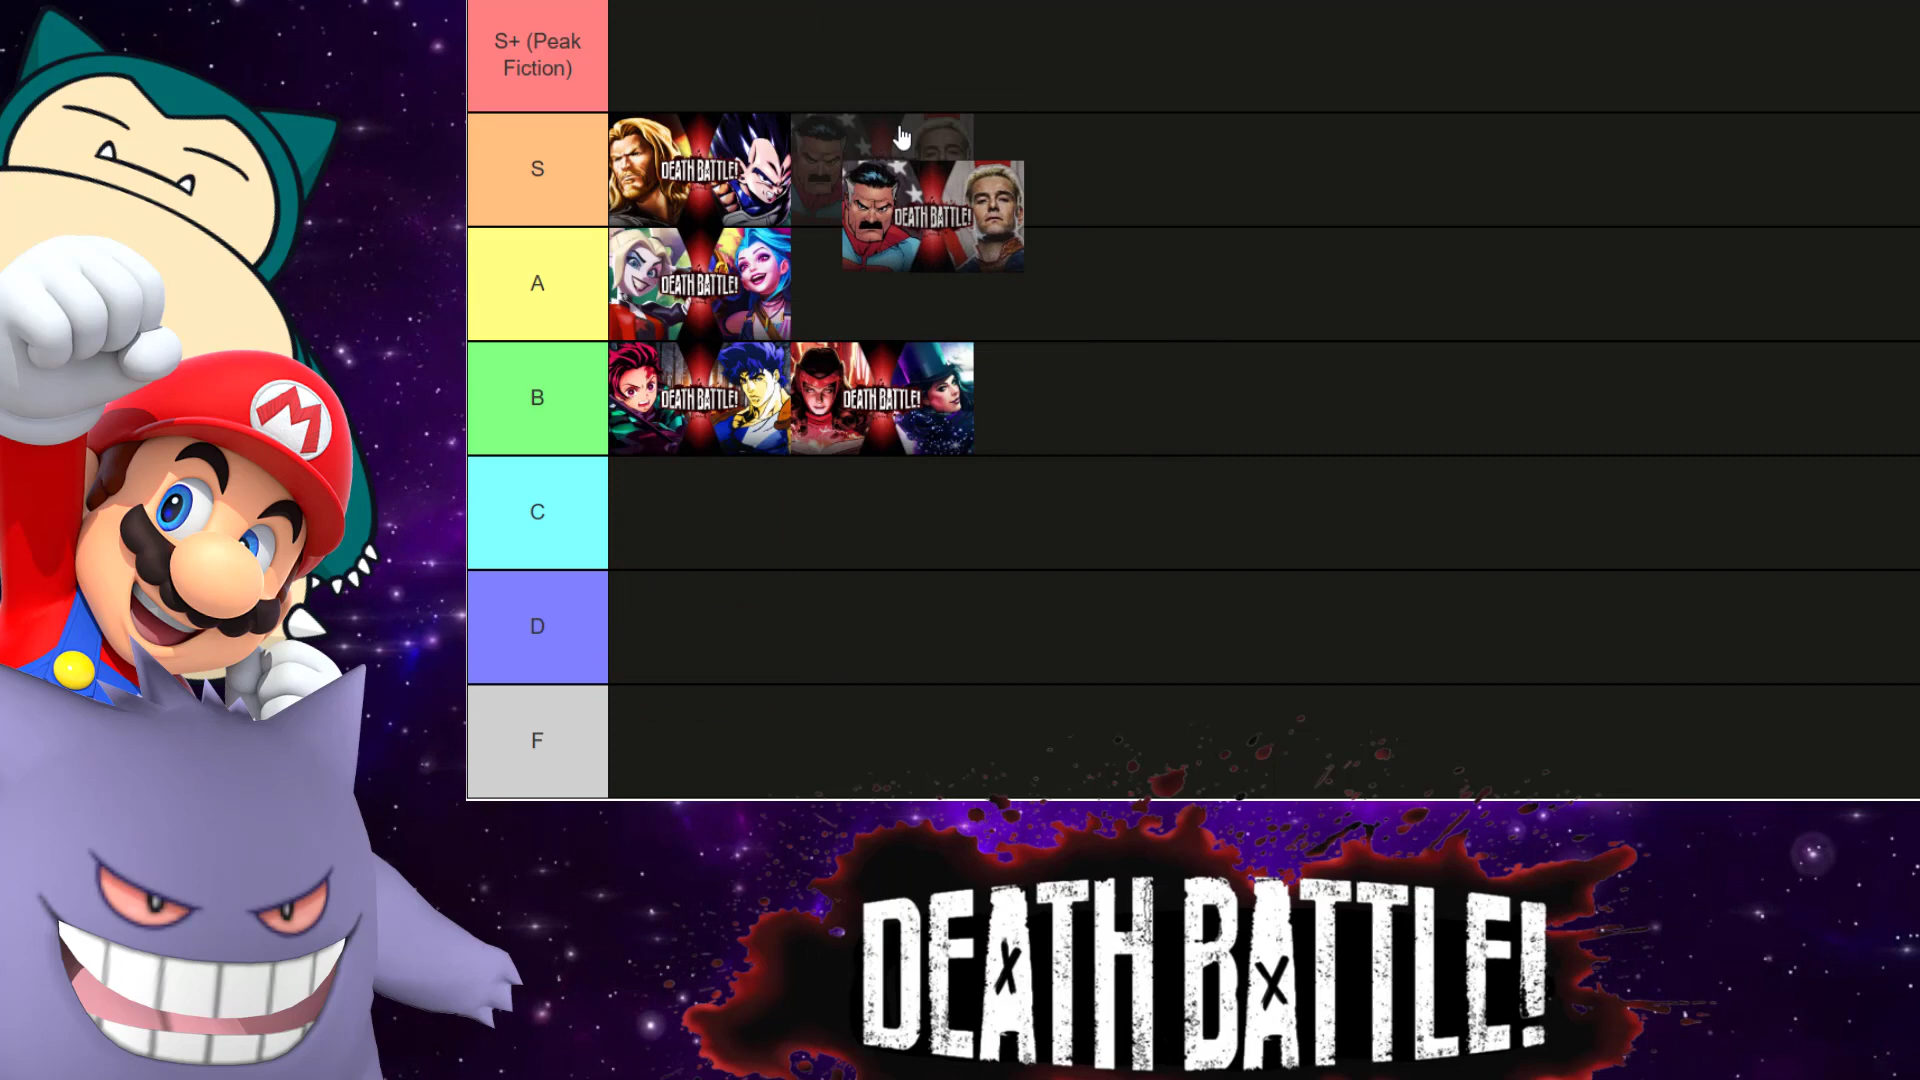 S+ (Peak
Fiction)
S
DEATH BATTLE!
DEATH BATTLE!
A
DEATH BATTLE!
B
DEATH BATTLE!
DEATH BATTLE!
C
D
F
M
DEATH BATTLE!